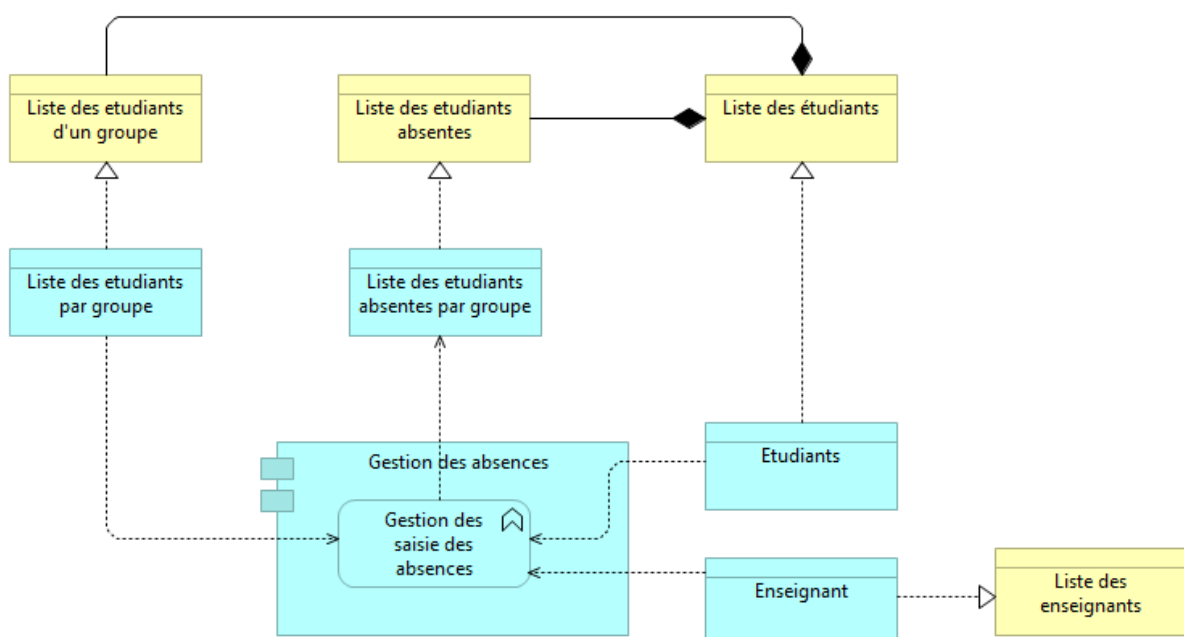 Liste des etudiants
d'un groupe
Liste des etudiants
absentes
Liste des étudiants
Liste des etudiants
par groupe
Liste des etudiants
absentes par groupe
Gestion des absences
Gestion des
saisie des
absences
Etudiants
Enseignant
Liste des
enseignants